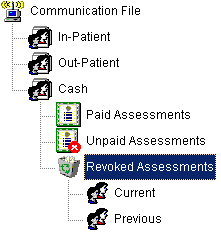 Communication File
In-Patient
Out-Patient
Cash
Paid Assessments
Unpaid Assessments
Revoked Assessments
Current
Previous